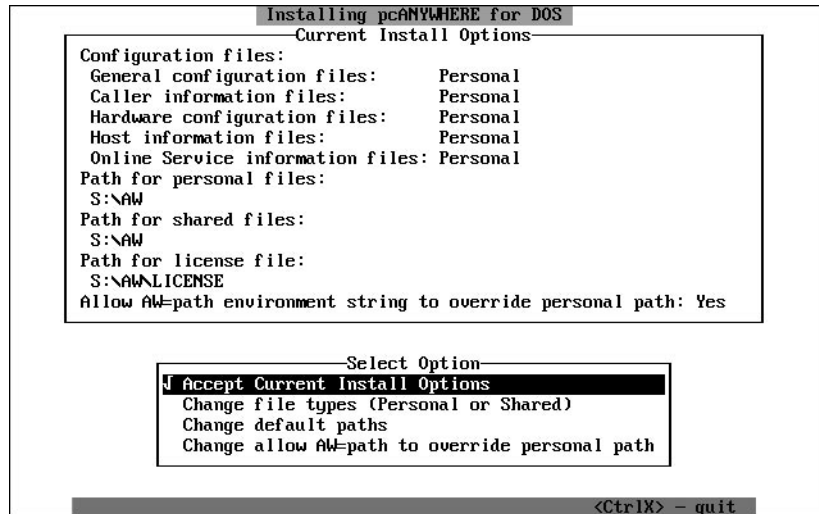 Installing pcANYWHERE for DOS
Current Install Options
Configuration files:
General configuration files: Personal
Caller information files: Personal
Hardware configuration files: Personal
Host information files: Personal
Online Service information files: Personal
Path for personal files:
S:\AW
Path for shared files:
S:\AW
Path for license file:
S:\AW\LICENSE
Allow AW=path environment string to override personal path: Yes
Select Option
√ Accept Current Install Options
Change file types (Personal or Shared)
Change default paths
Change allow AW=path to override personal path
<CtrlX> - quit